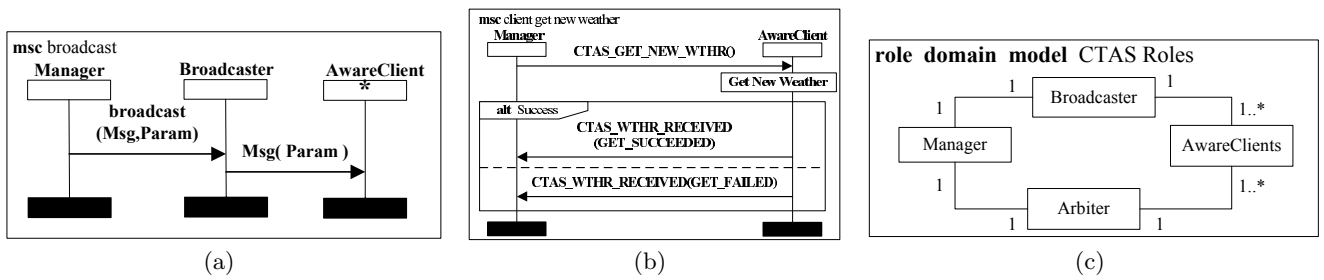 msc broadcast
Manager Broadcaster AwareClient
*
broadcast
(Msg,Param)
Msg( Param )
(a)
msc client get new weather
Manager AwareClient
CTAS_GET_NEW_WTHR()
Get New Weather
alt Success
CTAS_WTHR_RECEIVED
(GET_SUCCEEDED)
CTAS_WTHR_RECEIVED(GET_FAILED)
(b)
role domain model CTAS Roles
1 Broadcaster 1
1 1..*
Manager AwareClients
1 1..*
Arbiter
1 1
(c)